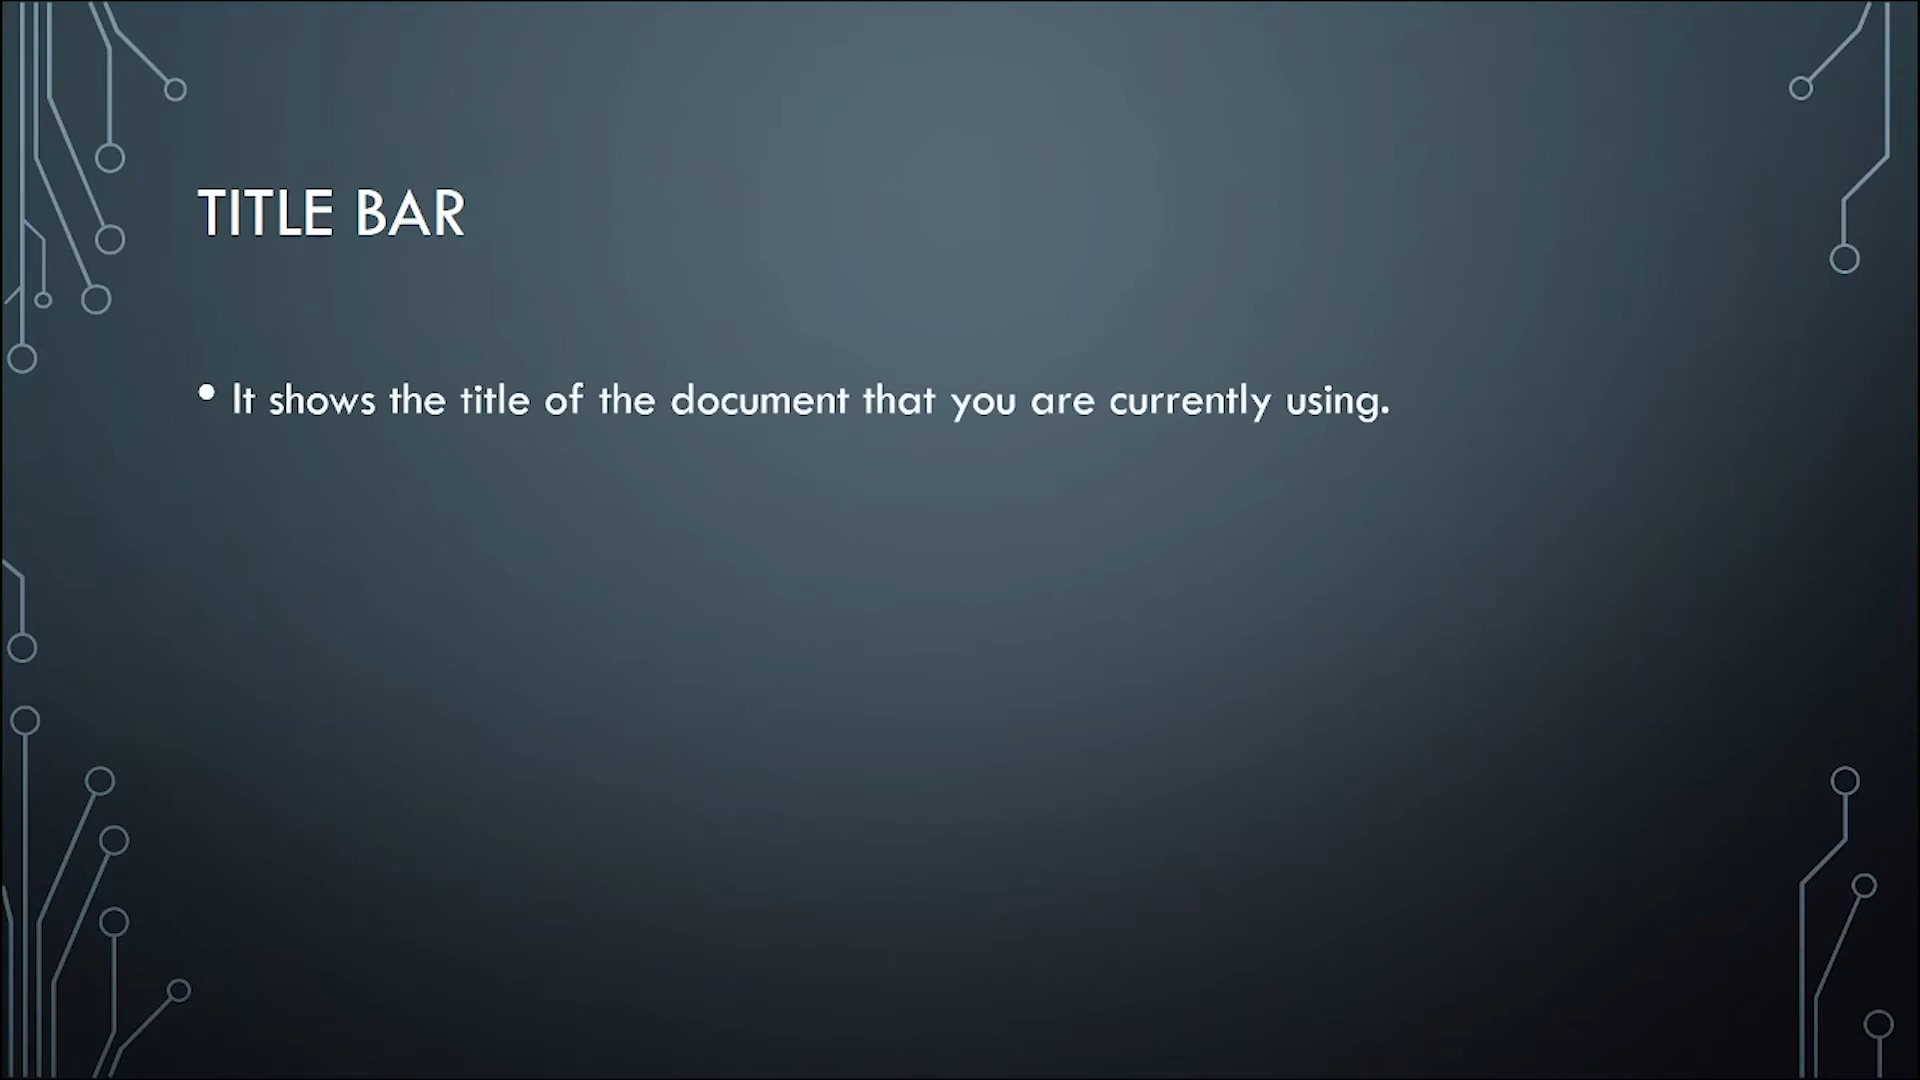 TITLE BAR
• It shows the title of the document that you are currently using.